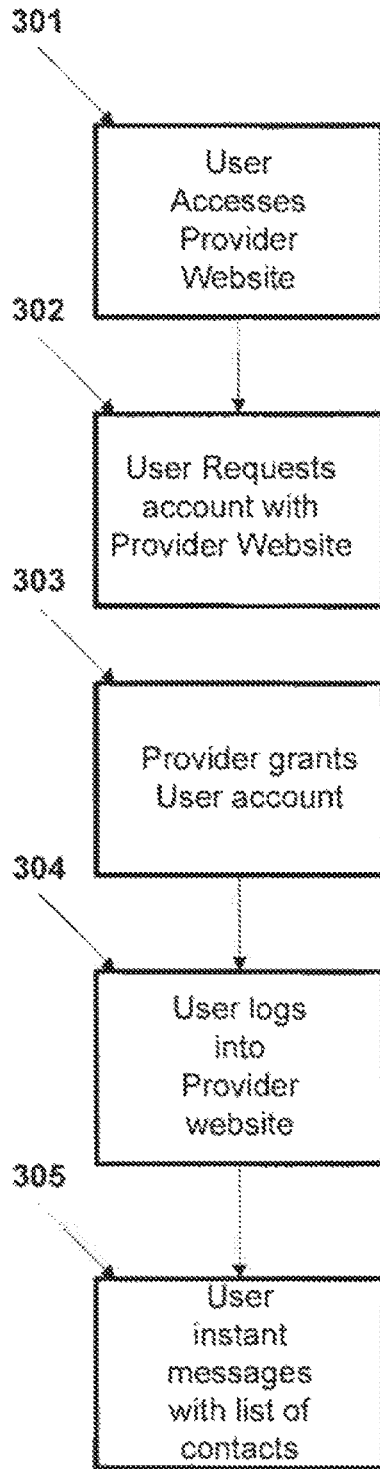 301
User
Accesses
Provider
Website
302
User Requests
account with
Provider Website
303
Provider grants
User account
304
User logs
into
Provider
website
305
User
instant
messages
with list of
contacts